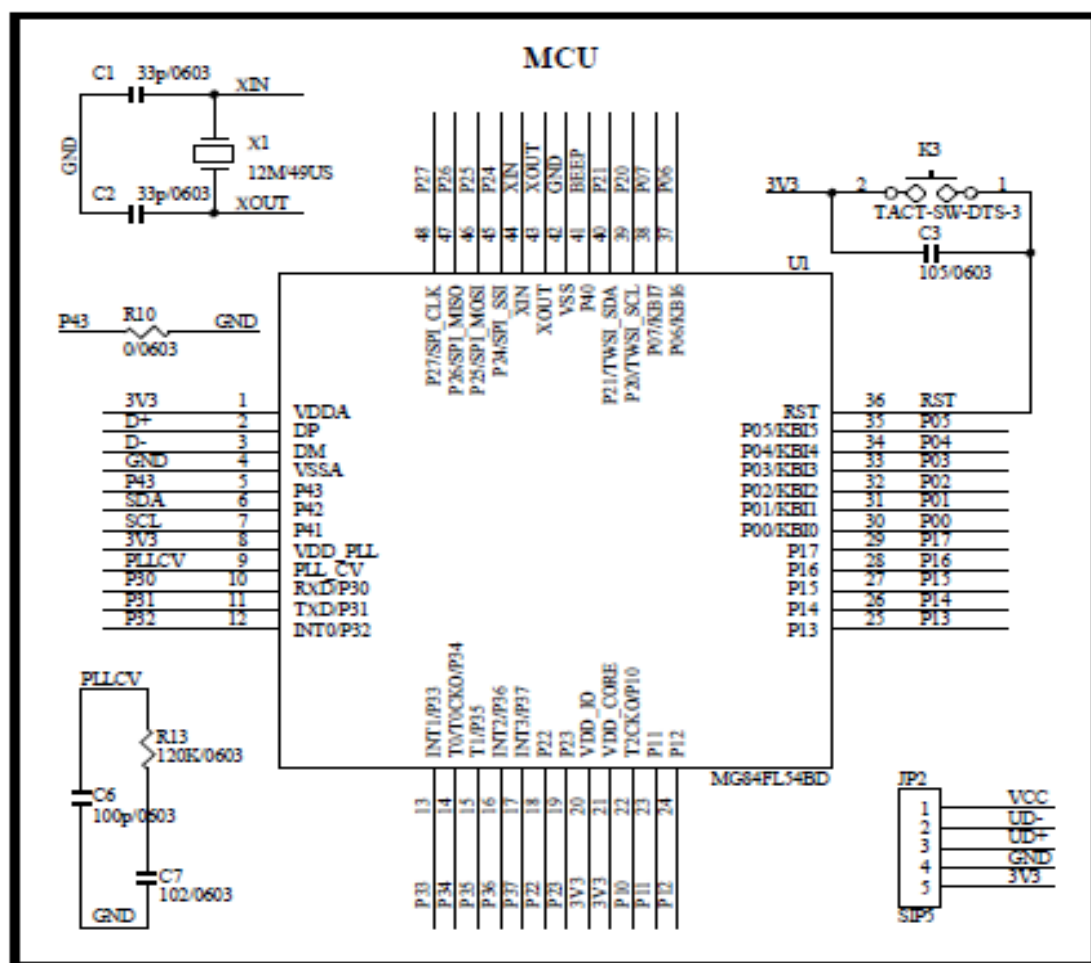 MCU
C1 33p/0603
XIN
GND
X1
12M/49US
C2 33p/0603
XOUT
P43 R10 GND
0/0603
P27 P26 P25 P24 XIN XOUT GND BEEP P21 P20 P07 P06
48 47 46 45 44 43 42 41 40 39 38 37
P27/SPI_CLK
P26/SPI_MISO
P25/SPI_MOSI
P24/SPI_SSI
XIN
XOUT
VSS
P40
P21/TWSI_SDA
P20/TWSI_SCL
P07/KBI7
P06/KBI6
K3
3V3 2 1
TACT-SW-DTS-3
C3
105/0603
U1
3V3 1 VDDA
D+ 2 DP
D- 3 DM
GND 4 VSSA
P43 5 P43
SDA 6 P42
SCL 7 P41
3V3 8 VDD_PLL
PLLCV 9 PLL_CV
P30 10 RXD/P30
P31 11 TXD/P31
P32 12 INT0/P32
RST 36 RST
P05/KBI5 35 P05
P04/KBI4 34 P04
P03/KBI3 33 P03
P02/KBI2 32 P02
P01/KBI1 31 P01
P00/KBI0 30 P00
P17 29 P17
P16 28 P16
P15 27 P15
P14 26 P14
P13 25 P13
INT1/P33
T0/T0CKO/P34
T1/P35
INT2/P36
INT3/P37
P22
P23
VDD_IO
VDD_CORE
T2CKO/P10
P11
P12
MG84FL54BD
13 14 15 16 17 18 19 20 21 22 23 24
P33 P34 P35 P36 P37 P22 P23 3V3 3V3 P10 P11 P12
PLLCV
R13
120K/0603
C6
100p/0603
C7
102/0603
GND
JP2
1 VCC
2 UD-
3 UD+
4 GND
5 3V3
SIP5